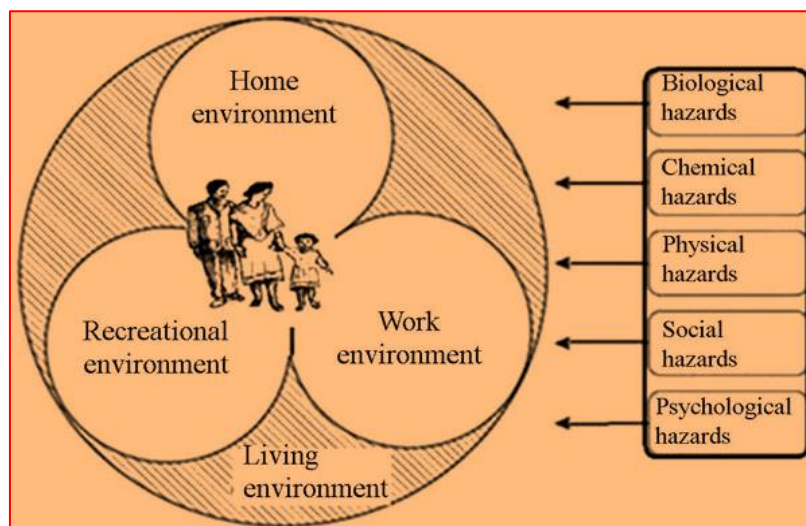 Home
environment
Recreational
environment
Work
environment
Living
environment
Biological
hazards
Chemical
hazards
Physical
hazards
Social
hazards
Psychological
hazards